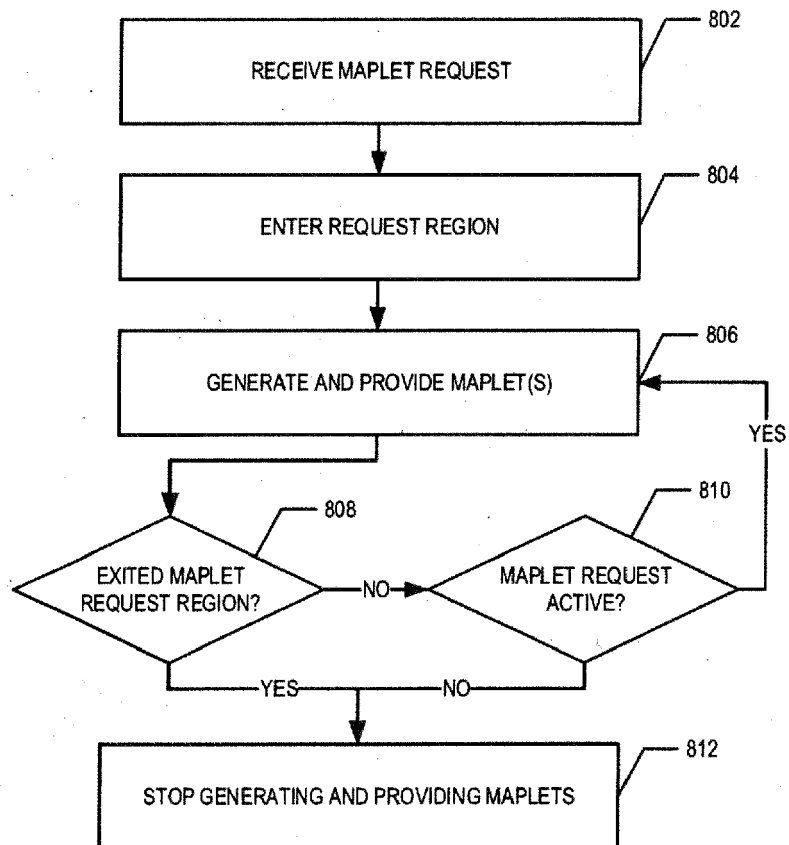 802
RECEIVE MAPLET REQUEST
804
ENTER REQUEST REGION
806
GENERATE AND PROVIDE MAPLET(S)
YES
808
810
EXITED MAPLET
REQUEST REGION?
NO
MAPLET REQUEST
ACTIVE?
YES
NO
812
STOP GENERATING AND PROVIDING MAPLETS